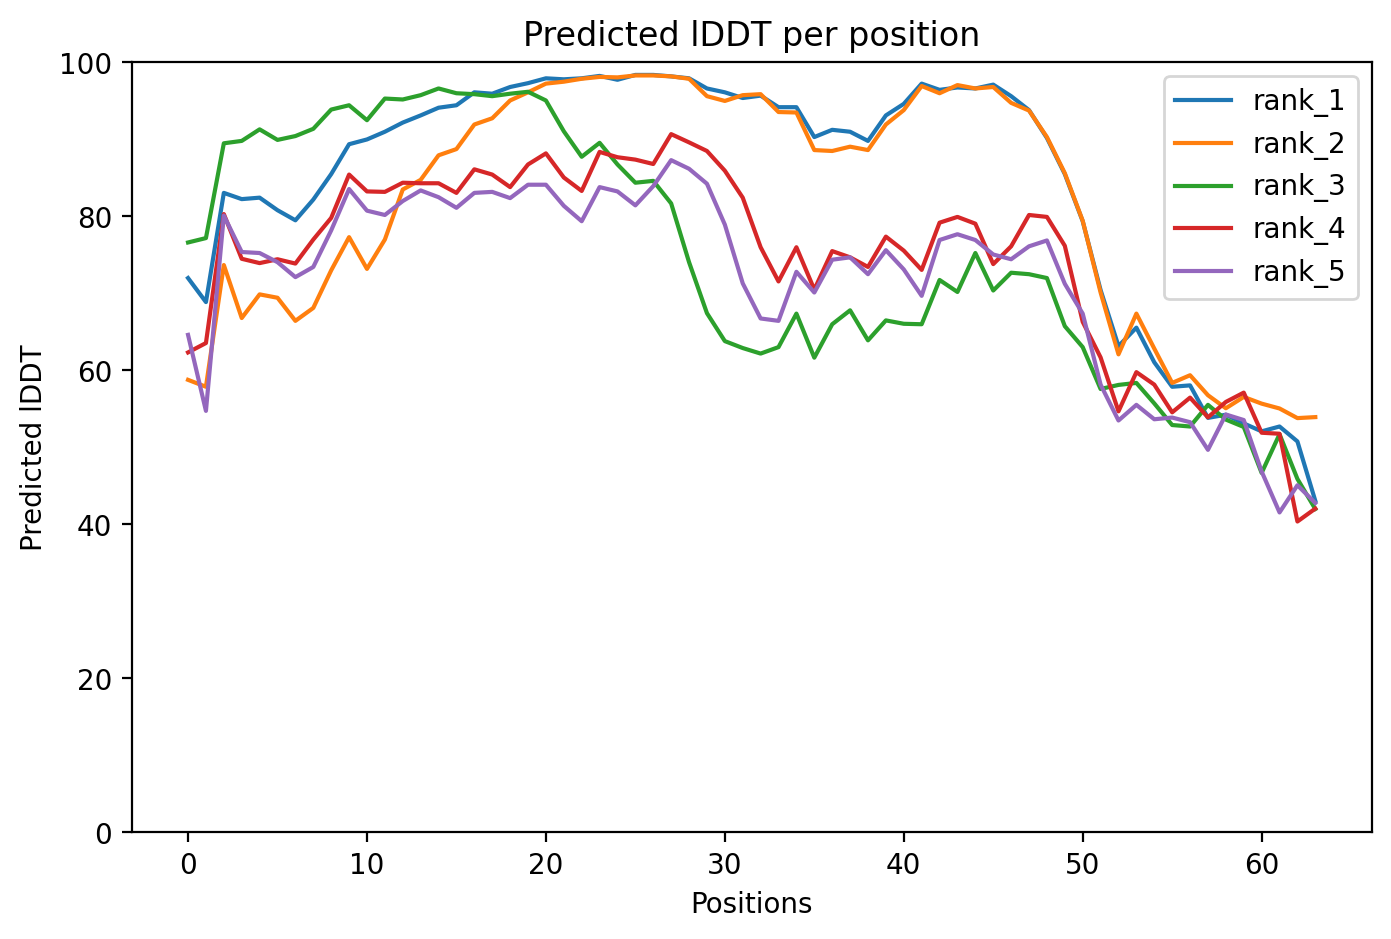 Predicted lDDT per position
100
80
60
40
20
0
Predicted lDDT
0 10 20 30 40 50 60
Positions
rank_1
rank_2
rank_3
rank_4
rank_5